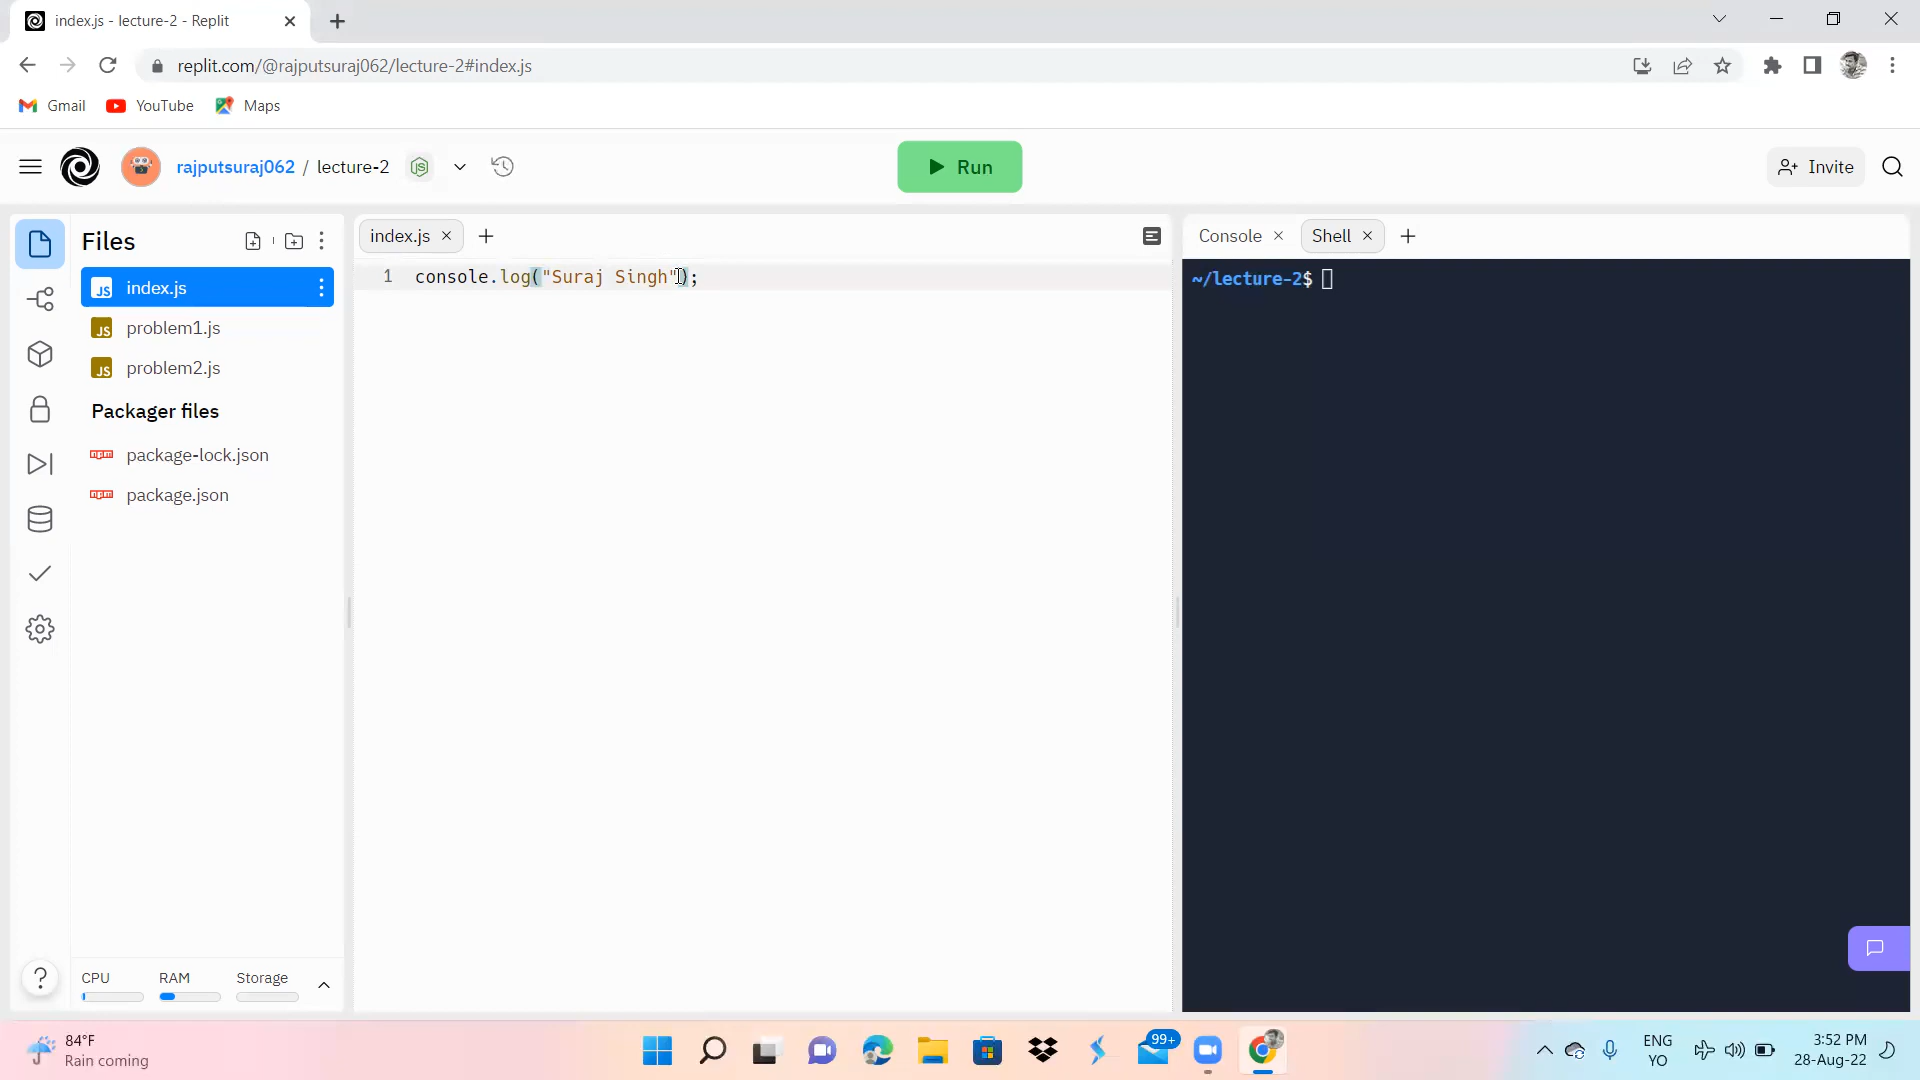 index.js - lecture-2 - Replit
replit.com/@rajputsuraj062/lecture-2#index.js
Gmail YouTube Maps
rajputsuraj062 / lecture-2 Run Invite
Files
index.js
problem1.js
problem2.js
Packager files
package-lock.json
package.json
CPU RAM Storage
index.js
1 console.log("Suraj Singh");
Console Shell
~/lecture-2$
84°F
Rain coming
99+
ENG
YO
3:52 PM
28-Aug-22